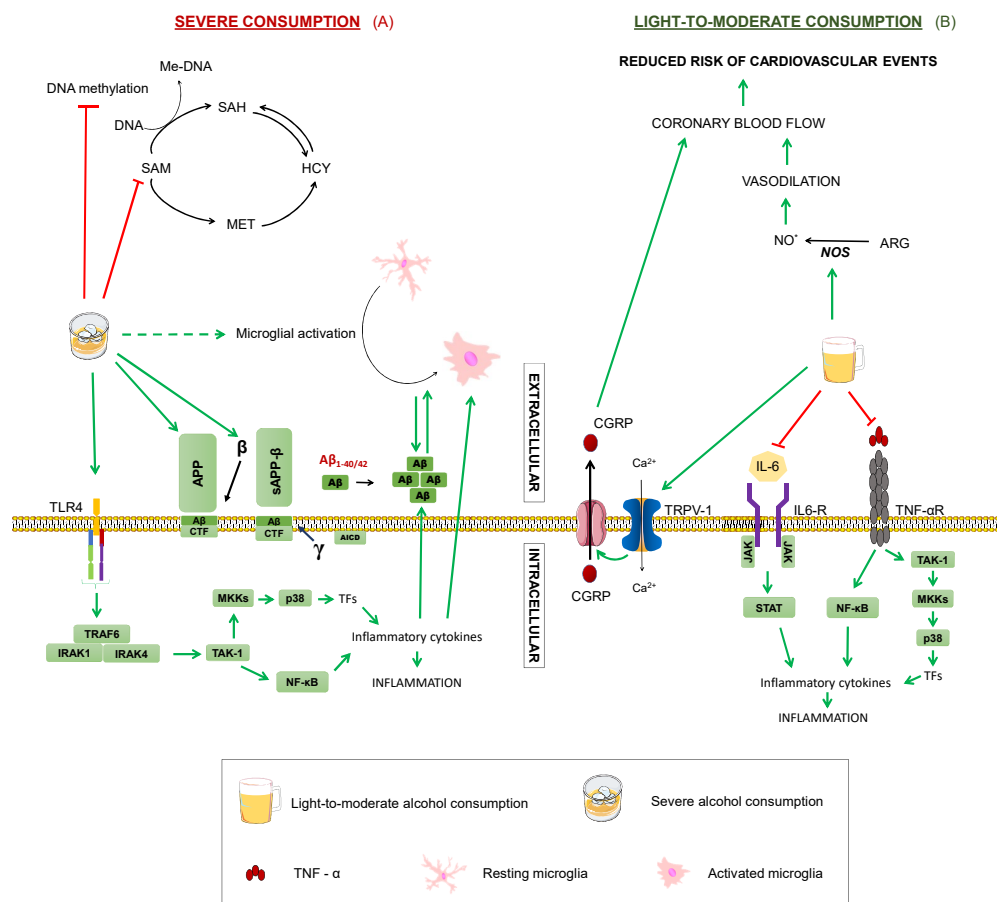 SEVERE CONSUMPTION (A)
Me-DNA
DNA methylation
SAH
DNA
SAM
HCY
MET
Microglial activation
APP
β
sAPP-β
Aβ1-40/42
Aβ
Aβ
Aβ
Aβ
Aβ
TLR4
Aβ
CTF
Aβ
CTF
AICD
γ
MKKs
p38
TFs
TRAF6
IRAK1
IRAK4
TAK-1
NF-κB
Inflammatory cytokines
INFLAMMATION
EXTRACELLULAR
INTRACELLULAR
LIGHT-TO-MODERATE CONSUMPTION (B)
REDUCED RISK OF CARDIOVASCULAR EVENTS
CORONARY BLOOD FLOW
VASODILATION
NO*
ARG
NOS
CGRP
Ca2+
IL-6
TRPV-1
IL6-R
TNF-αR
JAK
JAK
Ca2+
CGRP
TAK-1
STAT
NF-κB
MKKs
p38
TFs
Inflammatory cytokines
INFLAMMATION
Light-to-moderate alcohol consumption
Severe alcohol consumption
TNF - α
Resting microglia
Activated microglia